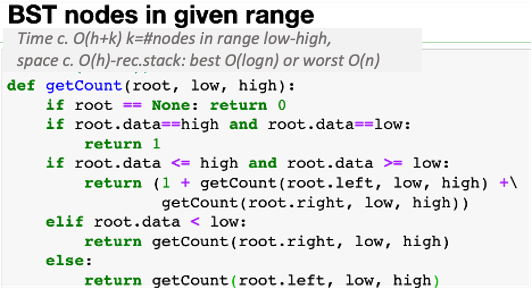 BST nodes in given range
Time c. O(h+k) k=#nodes in range low-high,
space c. O(h)-rec.stack: best O(logn) or worst O(n)
def getCount(root, low, high):
    if root == None: return 0
    if root.data==high and root.data==low:
        return 1
    if root.data <= high and root.data >= low:
        return (1 + getCount(root.left, low, high) +\
                getCount(root.right, low, high))
    elif root.data < low:
        return getCount(root.right, low, high)
    else:
        return getCount(root.left, low, high)